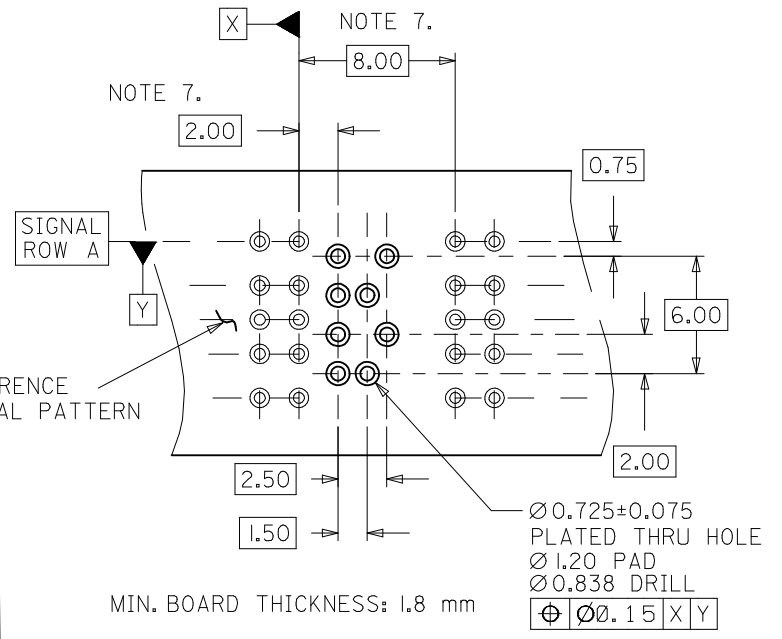 X
NOTE 7.
8.00
NOTE 7.
2.00
0.75
SIGNAL
ROW A
Y
6.00
RENCE
AL PATTERN
2.00
2.50
1.50
Ø0.725±0.075
PLATED THRU HOLE
Ø1.20 PAD
Ø0.838 DRILL
⌖ Ø0.15 X Y
MIN. BOARD THICKNESS: 1.8 mm